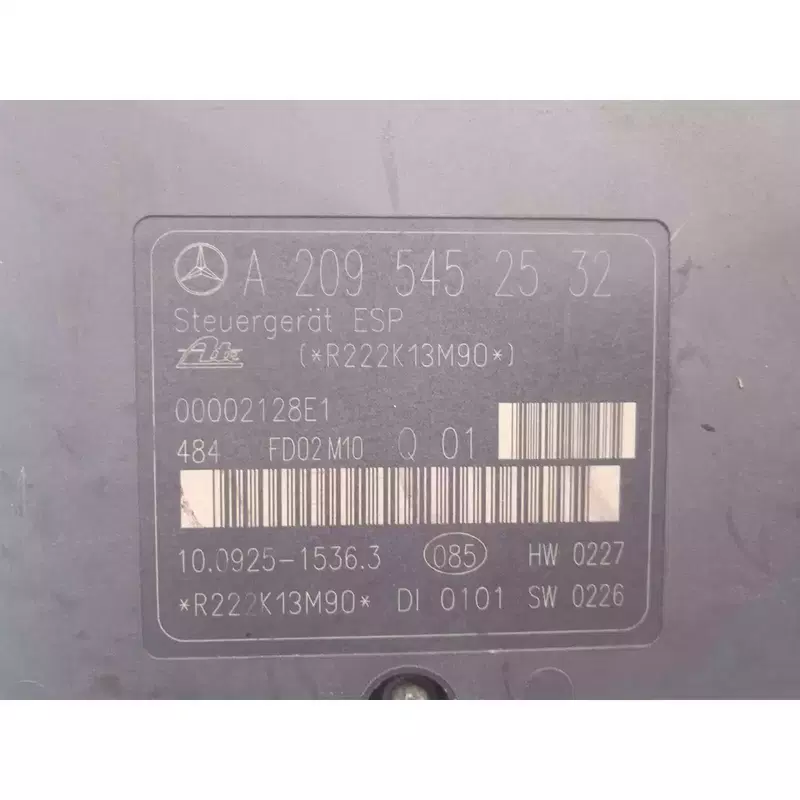 A 209 545 25 32
Steuergerät ESP
Ate (*R222K13M90*)
00002128E1
484 FD02 M10 Q 01
10.0925-1536.3 085 HW 0227
*R222K13M90* DI 0101 SW 0226